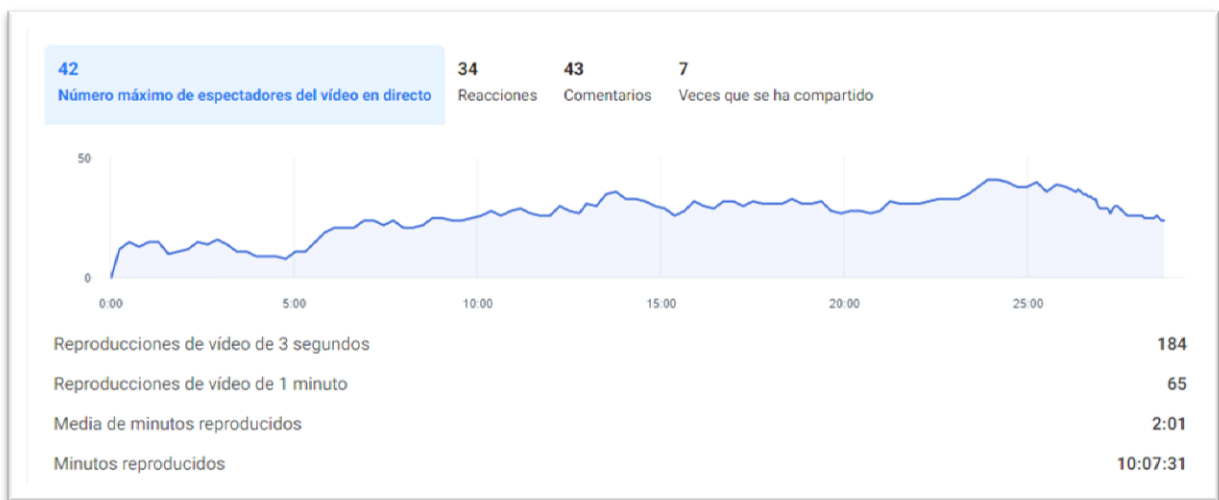 42 34 43 7
Número máximo de espectadores del vídeo en directo Reacciones Comentarios Veces que se ha compartido
50
0
0:00 5:00 10:00 15:00 20:00 25:00
Reproducciones de vídeo de 3 segundos 184
Reproducciones de vídeo de 1 minuto 65
Media de minutos reproducidos 2:01
Minutos reproducidos 10:07:31